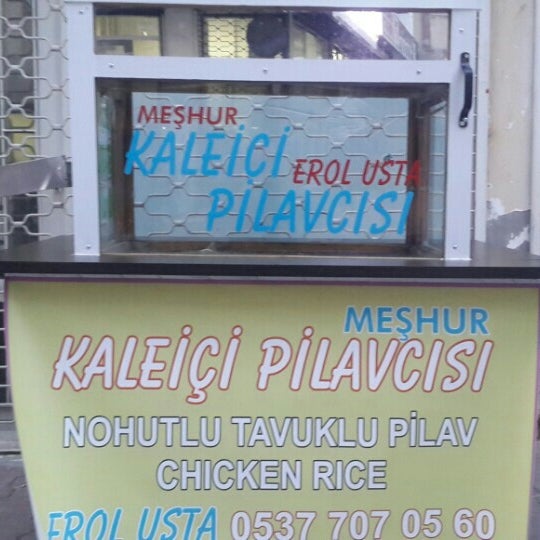 MEŞHUR
KALEİÇİ EROL USTA
PİLAVCISI
MEŞHUR
KALEİÇİ PİLAVCISI
NOHUTLU TAVUKLU PİLAV
CHICKEN RICE
EROL USTA 0537 707 05 60